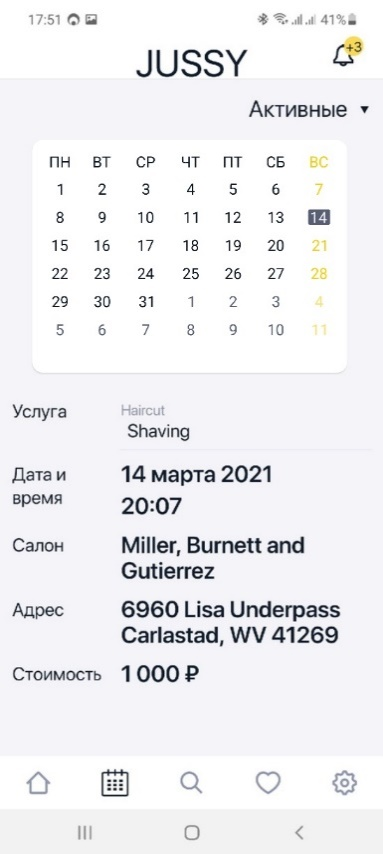 17:51 41%
JUSSY +3
Активные ▼
ПН ВТ СР ЧТ ПТ СБ ВС
1 2 3 4 5 6 7
8 9 10 11 12 13 14
15 16 17 18 19 20 21
22 23 24 25 26 27 28
29 30 31 1 2 3 4
5 6 7 8 9 10 11
Услуга Haircut
Shaving
Дата и 14 марта 2021
время 20:07
Салон Miller, Burnett and
Gutierrez
Адрес 6960 Lisa Underpass
Carlastad, WV 41269
Стоимость 1 000 ₽